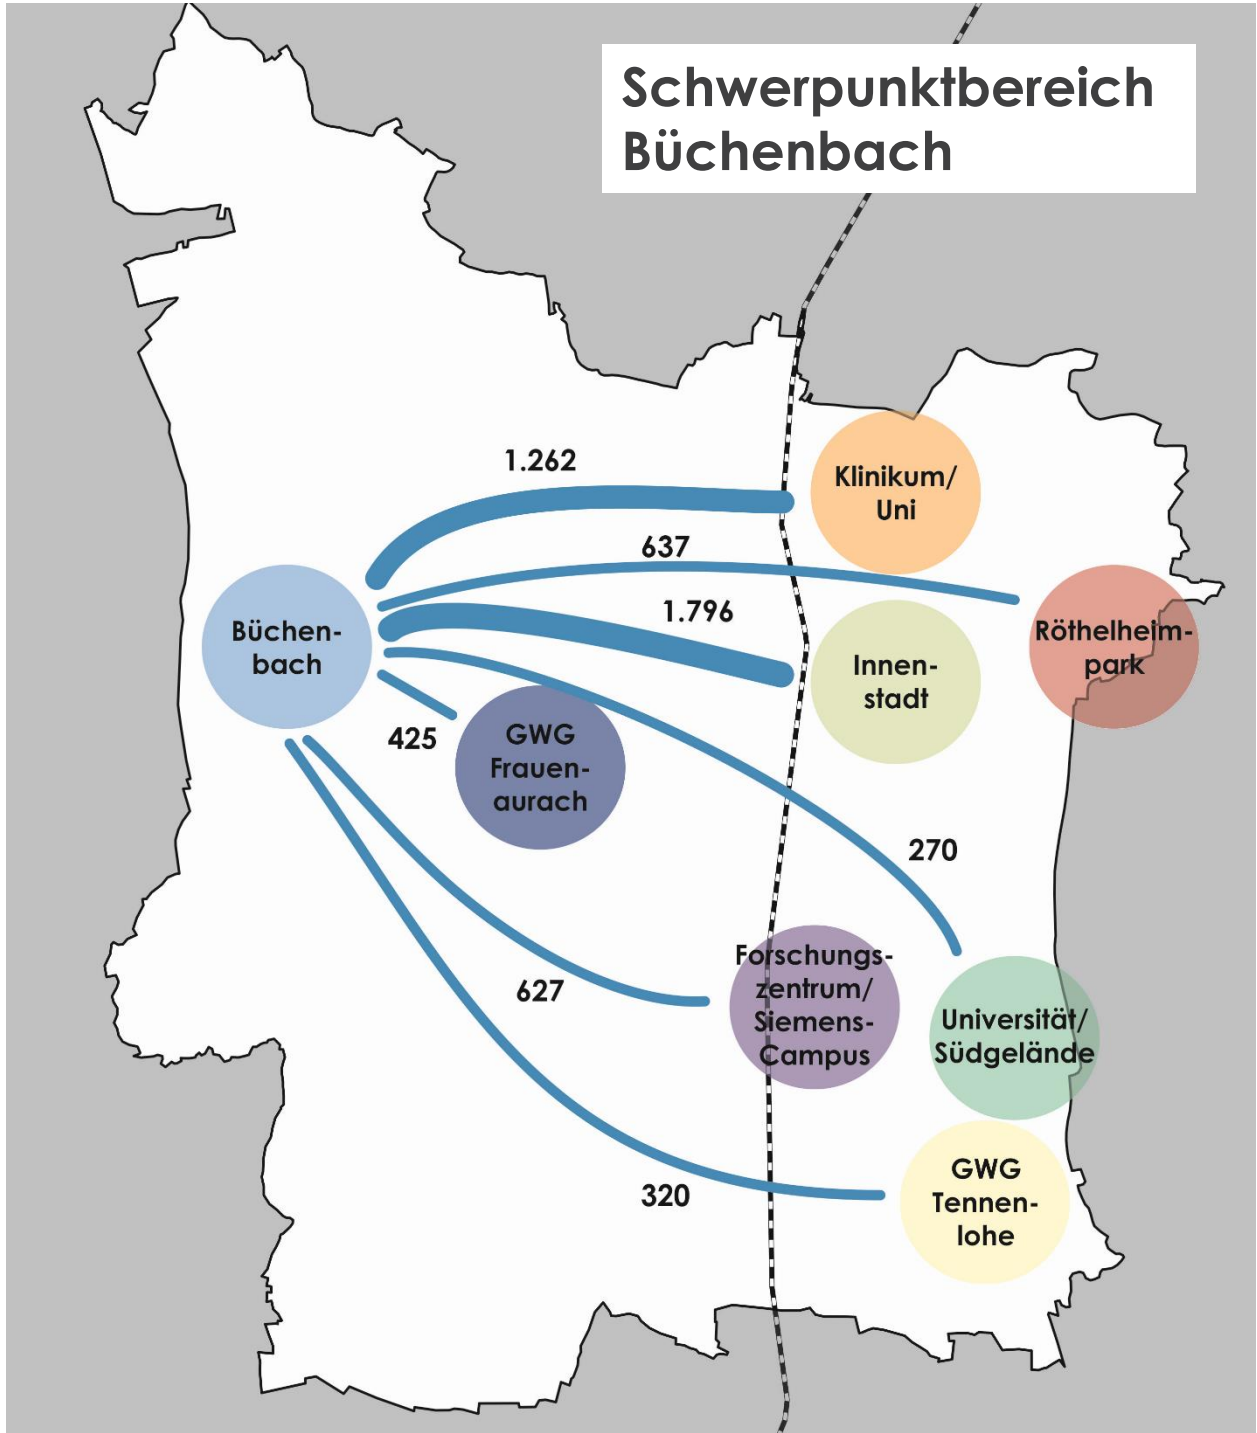 Schwerpunktbereich
Büchenbach
1.262
Klinikum/
Uni
637
1.796
Büchen-
bach
Röthelheim-
park
Innen-
stadt
425
GWG
Frauen-
aurach
270
Forschungs-
zentrum/
Siemens-
Campus
627
Universität/
Südgelände
320
GWG
Tennen-
lohe